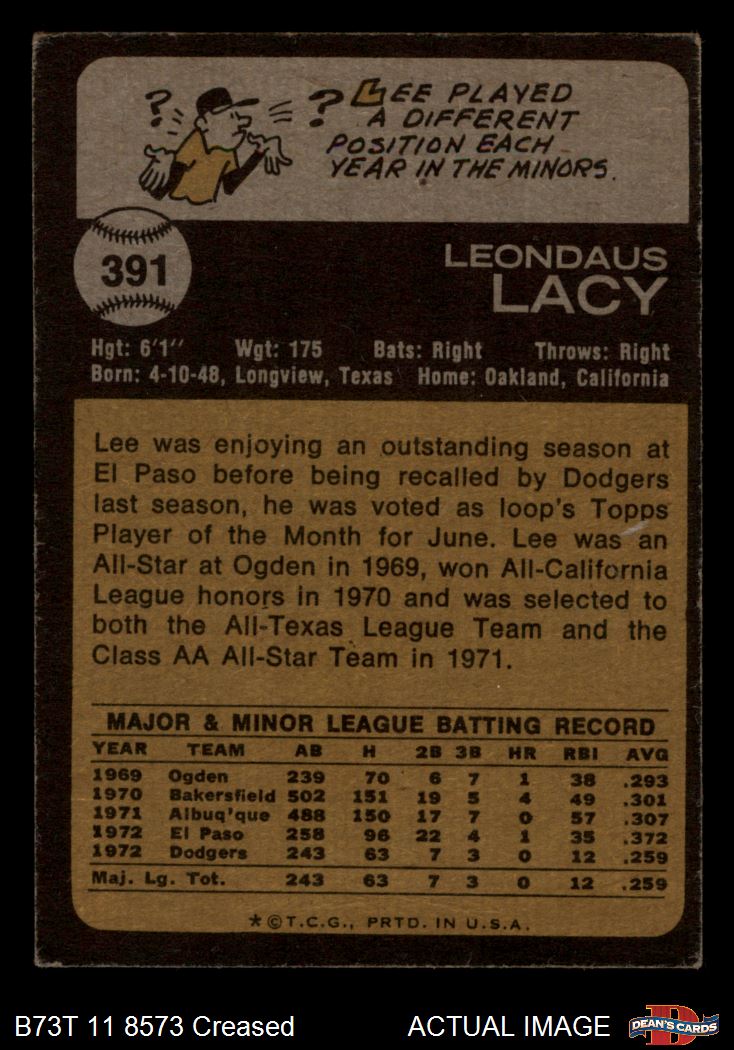 ? ? LEE PLAYED
A DIFFERENT
POSITION EACH
YEAR IN THE MINORS.
391
LEONDAUS
LACY
Hgt: 6'1" Wgt: 175 Bats: Right Throws: Right
Born: 4-10-48, Longview, Texas Home: Oakland, California
Lee was enjoying an outstanding season at
El Paso before being recalled by Dodgers
last season, he was voted as loop's Topps
Player of the Month for June. Lee was an
All-Star at Ogden in 1969, won All-California
League honors in 1970 and was selected to
both the All-Texas League Team and the
Class AA All-Star Team in 1971.
MAJOR & MINOR LEAGUE BATTING RECORD
YEAR TEAM AB H 2B 3B HR RBI AVG
1969 Ogden 239 70 6 7 1 38 .293
1970 Bakersfield 502 151 19 5 4 49 .301
1971 Albuq'que 488 150 17 7 0 57 .307
1972 El Paso 258 96 22 4 1 35 .372
1972 Dodgers 243 63 7 3 0 12 .259
Maj. Lg. Tot. 243 63 7 3 0 12 .259
*©T.C.G., PRTD. IN U.S.A.
B73T 11 8573 Creased ACTUAL IMAGE
D
DEAN'S CARDS